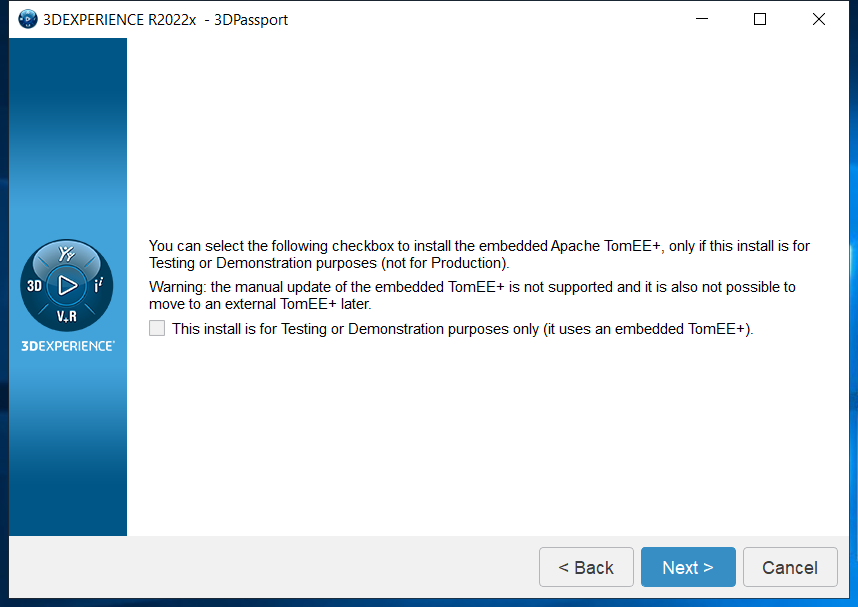 3DEXPERIENCE R2022x - 3DPassport
You can select the following checkbox to install the embedded Apache TomEE+, only if this install is for
Testing or Demonstration purposes (not for Production).
Warning: the manual update of the embedded TomEE+ is not supported and it is also not possible to
move to an external TomEE+ later.
This install is for Testing or Demonstration purposes only (it uses an embedded TomEE+).
3D
i
V+R
3DEXPERIENCE
< Back
Next >
Cancel